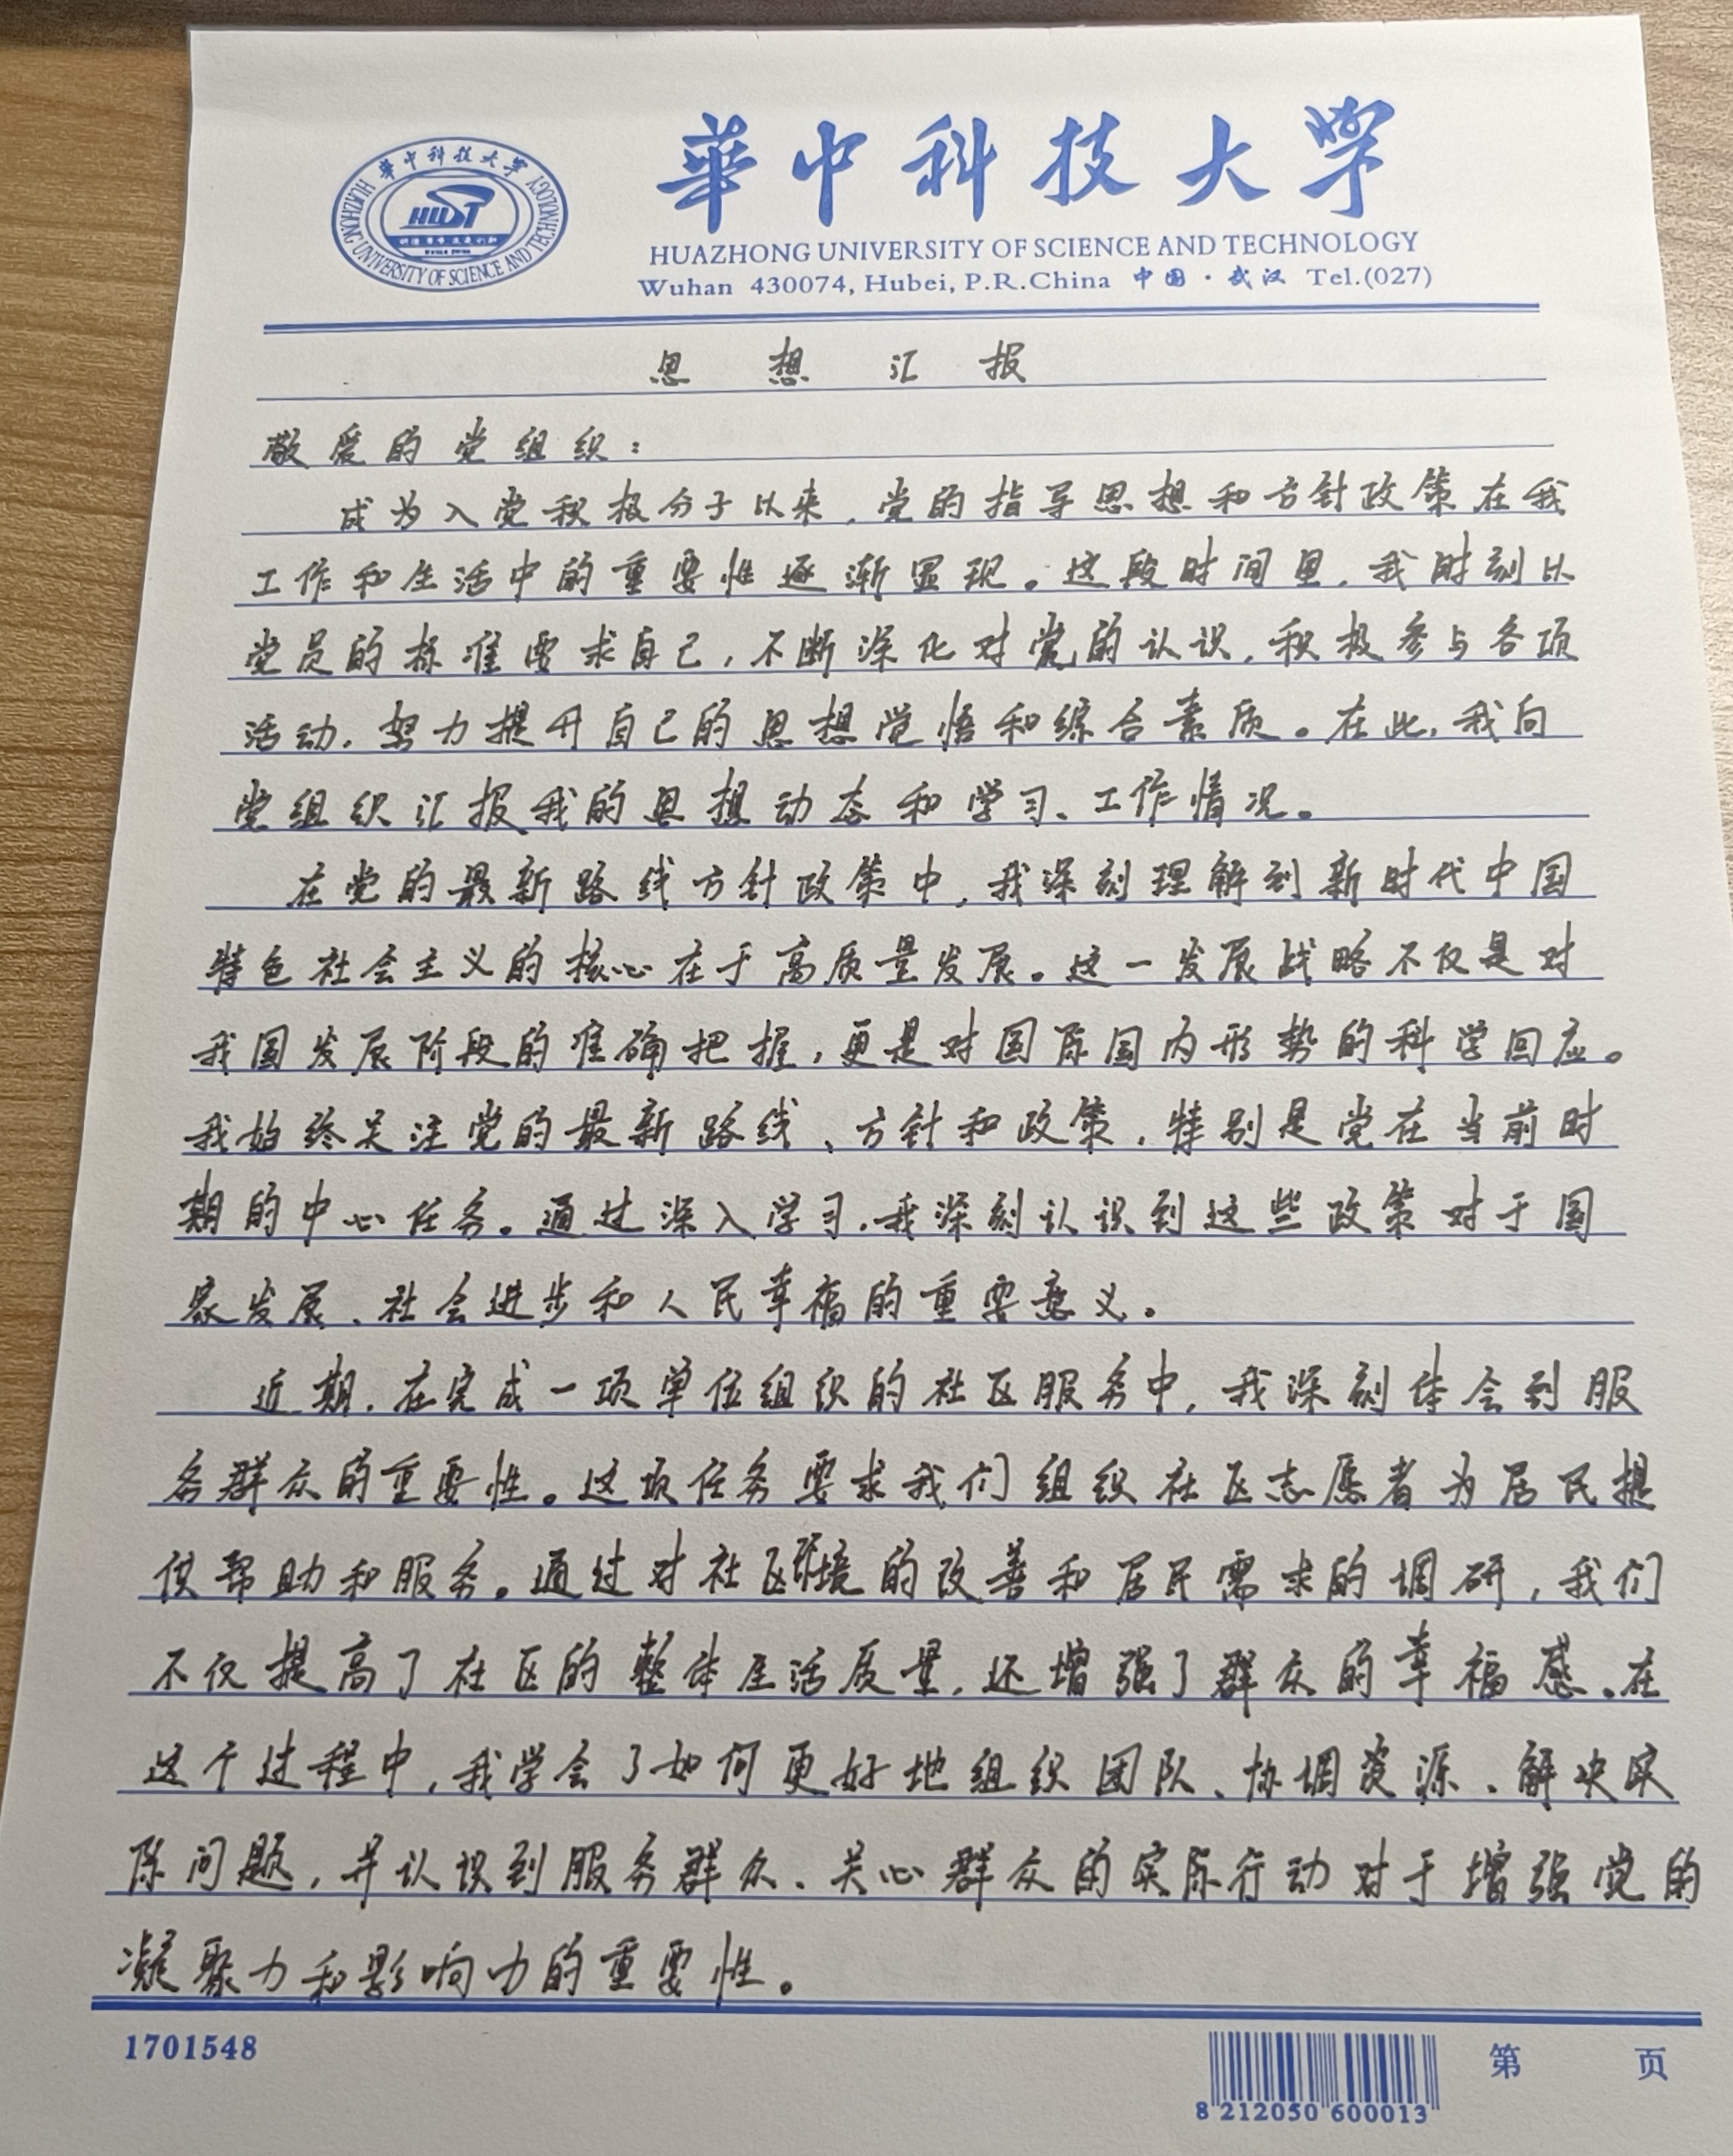 華中科技大学
HUAZHONG UNIVERSITY OF SCIENCE AND TECHNOLOGY
HUST
華中科技大学
HUAZHONG UNIVERSITY OF SCIENCE AND TECHNOLOGY
Wuhan 430074, Hubei, P.R.China 中国·武汉 Tel.(027)
思想汇报
敬爱的党组织：
成为入党积极分子以来，党的指导思想和方针政策在我
工作和生活中的重要性逐渐显现。这段时间里，我时刻以
党员的标准要求自己，不断深化对党的认识，积极参与各项
活动，努力提升自己的思想觉悟和综合素质。在此，我向
党组织汇报我的思想动态和学习、工作情况。
在党的最新路线方针政策中，我深刻理解到新时代中国
特色社会主义的核心在于高质量发展。这一发展战略不仅是对
我国发展阶段的准确把握，更是对国际国内形势的科学回应。
我始终关注党的最新路线、方针和政策，特别是党在当前时
期的中心任务。通过深入学习，我深刻认识到这些政策对于国
家发展、社会进步和人民幸福的重要意义。
近期，在完成一项单位组织的社区服务中，我深刻体会到服
务群众的重要性。这项任务要求我们组织社区志愿者为居民提
供帮助和服务。通过对社区环境的改善和居民需求的调研，我们
不仅提高了社区的整体生活质量，还增强了群众的幸福感。在
这个过程中，我学会了如何更好地组织团队、协调资源、解决实
际问题，并认识到服务群众、关心群众的实际行动对于增强党的
凝聚力和影响力的重要性。
1701548
8 212050 600013
第 页